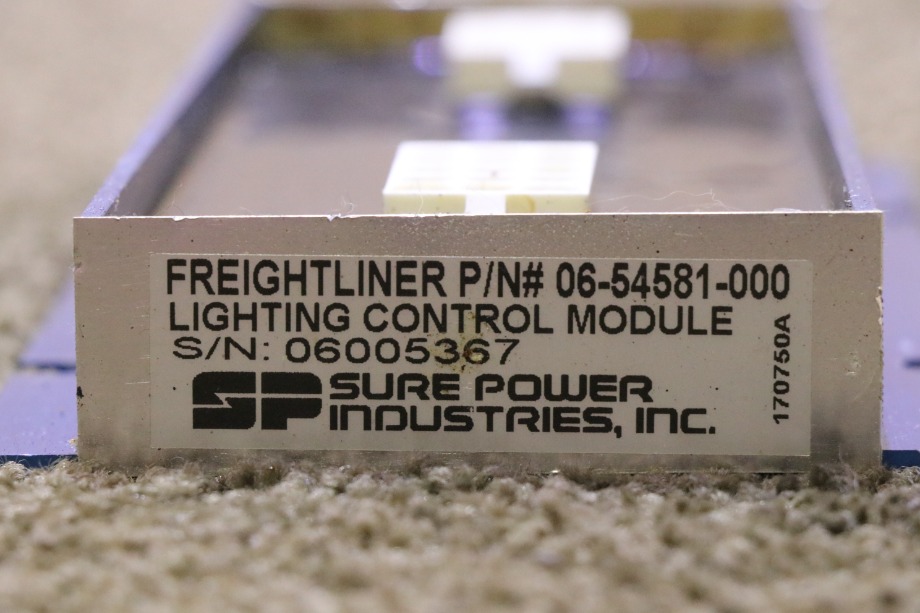 FREIGHTLINER P/N# 06-54581-000
LIGHTING CONTROL MODULE
S/N: 06005367
SP SURE POWER
INDUSTRIES, INC.
170750A